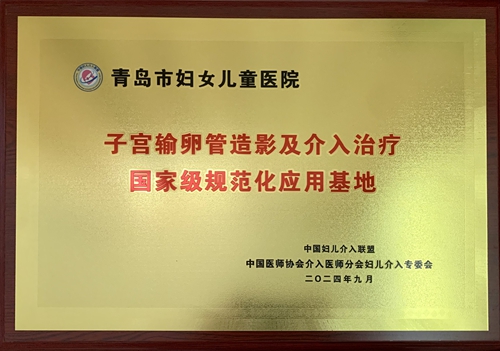 青岛市妇女儿童医院
子宫输卵管造影及介入治疗
国家级规范化应用基地
中国妇儿介入联盟
中国医师协会介入医师分会妇儿介入专委会
二〇二四年九月